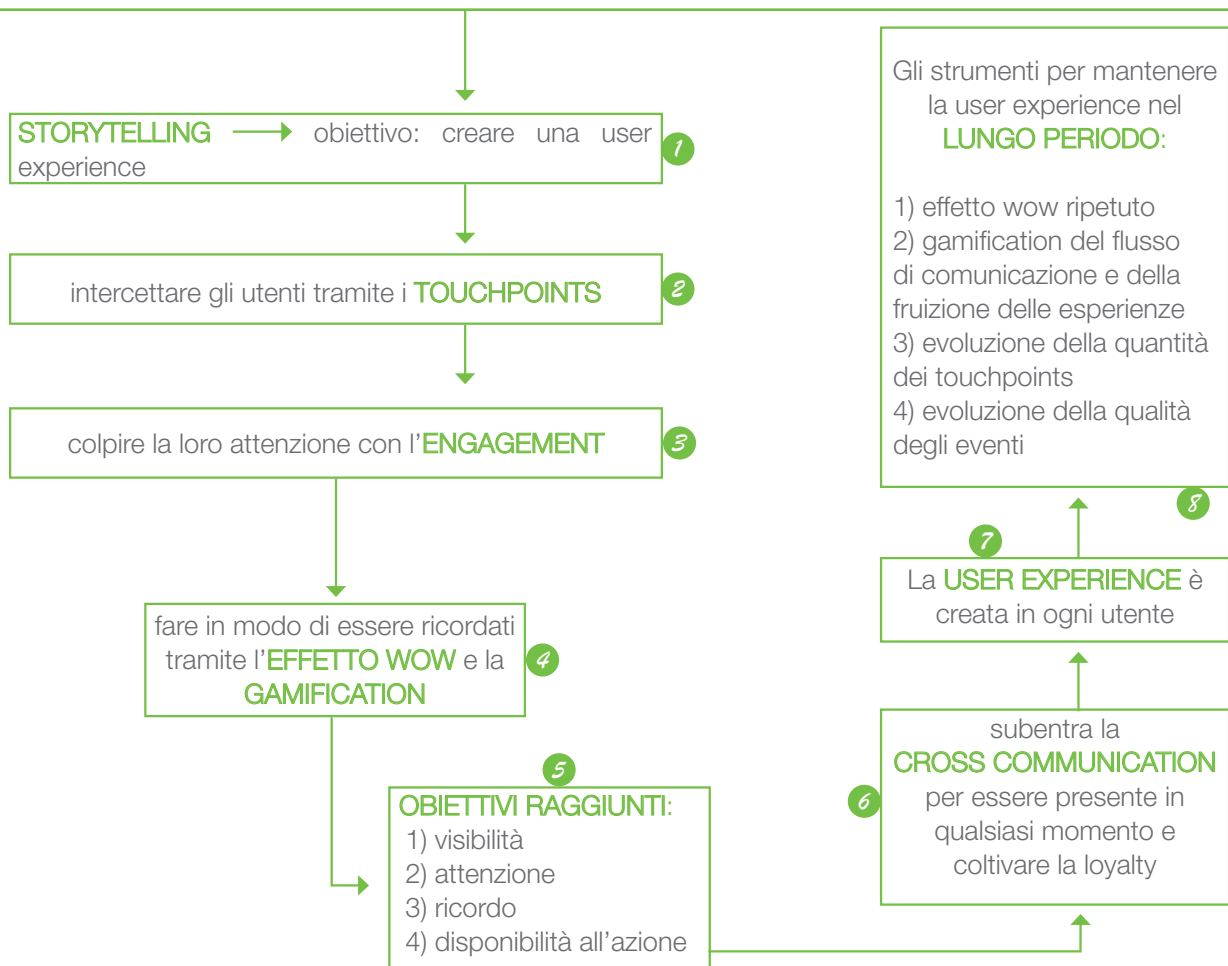 STORYTELLING obiettivo: creare una user
experience
1
intercettare gli utenti tramite i TOUCHPOINTS
2
colpire la loro attenzione con l'ENGAGEMENT
3
fare in modo di essere ricordati
tramite l'EFFETTO WOW e la
GAMIFICATION
4
5
OBIETTIVI RAGGIUNTI:
1) visibilità
2) attenzione
3) ricordo
4) disponibilità all'azione
6
subentra la
CROSS COMMUNICATION
per essere presente in
qualsiasi momento e
coltivare la loyalty
7
La USER EXPERIENCE è
creata in ogni utente
8
Gli strumenti per mantenere
la user experience nel
LUNGO PERIODO:
1) effetto wow ripetuto
2) gamification del flusso
di comunicazione e della
fruizione delle esperienze
3) evoluzione della quantità
dei touchpoints
4) evoluzione della qualità
degli eventi